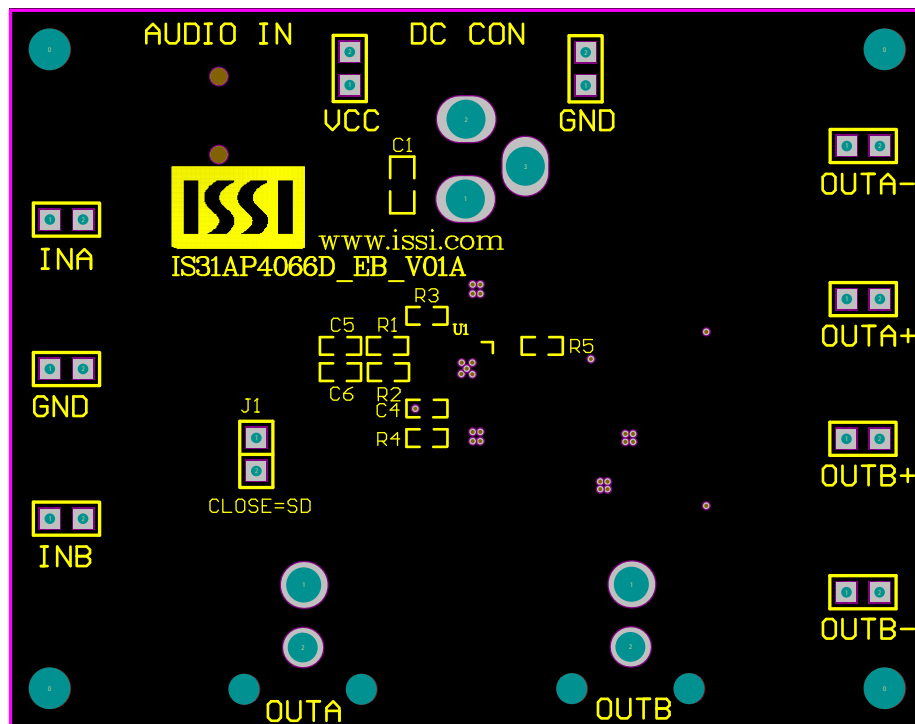 AUDIO IN
DC CON
VCC
GND
C1
OUTA-
ISSI
INA
www.issi.com
IS31AP4066D_EB_V01A
R3
OUTA+
C5
R1
U1
R5
C6
R2
GND
C4
J1
R4
OUTB+
CLOSE=SD
INB
OUTB-
OUTA
OUTB